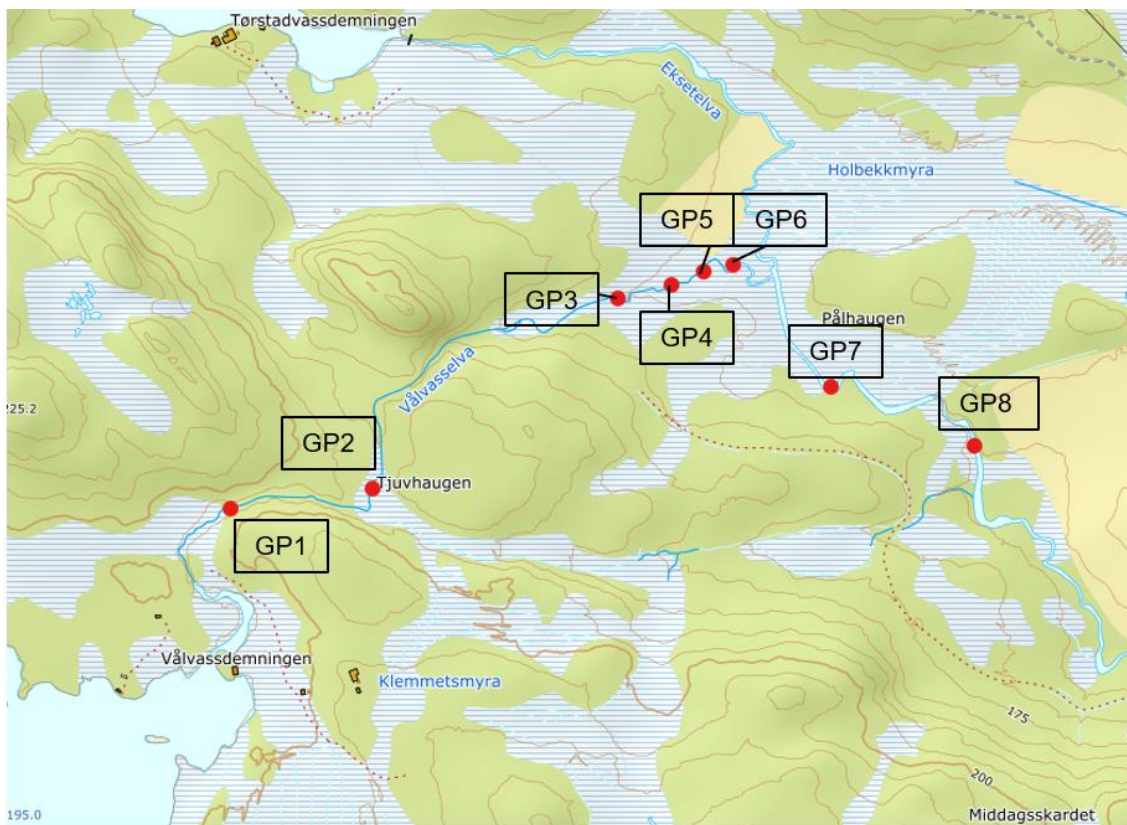 Tørstadvassdemningen
Eksetelva
Holbekkmyra
GP5
GP6
GP3
GP4
Pålhaugen
GP7
Vålvasselva
225.2
GP8
GP2
Tjuvhaugen
GP1
Vålvassdemningen
Klemmetsmyra
175
200
195.0
Middagsskardet